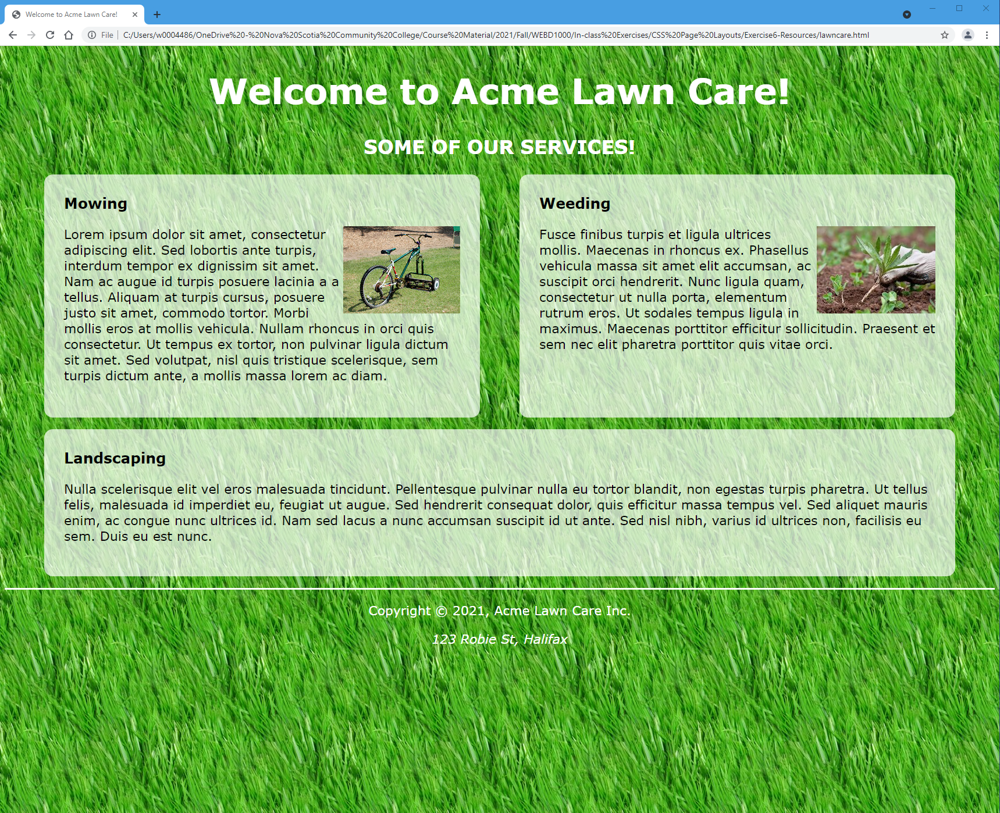 Welcome to Acme Lawn Care!
File
C:/Users/w0004486/OneDrive%20-%20Nova%20Scotia%20Community%20College/Course%20Material/2021/Fall/WEBD1000/In-class%20Exercises/CSS%20Page%20Layouts/Exercise6-Resources/lawncare.html
Welcome to Acme Lawn Care!
SOME OF OUR SERVICES!
Mowing
Lorem ipsum dolor sit amet, consectetur
adipiscing elit. Sed lobortis ante turpis,
interdum tempor ex dignissim sit amet.
Nam ac augue id turpis posuere lacinia a a
tellus. Aliquam at turpis cursus, posuere
justo sit amet, commodo tortor. Morbi
mollis eros at mollis vehicula. Nullam rhoncus in orci quis
consectetur. Ut tempus ex tortor, non pulvinar ligula dictum
sit amet. Sed volutpat, nisl quis tristique scelerisque, sem
turpis dictum ante, a mollis massa lorem ac diam.
Weeding
Fusce finibus turpis et ligula ultrices
mollis. Maecenas in rhoncus ex. Phasellus
vehicula massa sit amet elit accumsan, ac
suscipit orci hendrerit. Nunc ligula quam,
consectetur ut nulla porta, elementum
rutrum eros. Ut sodales tempus ligula in
maximus. Maecenas porttitor efficitur sollicitudin. Praesent et
sem nec elit pharetra porttitor quis vitae orci.
Landscaping
Nulla scelerisque elit vel eros malesuada tincidunt. Pellentesque pulvinar nulla eu tortor blandit, non egestas turpis pharetra. Ut tellus
felis, malesuada id imperdiet eu, feugiat ut augue. Sed hendrerit consequat dolor, quis efficitur massa tempus vel. Sed aliquet mauris
enim, ac congue nunc ultrices id. Nam sed lacus a nunc accumsan suscipit id ut ante. Sed nisl nibh, varius id ultrices non, facilisis eu
sem. Duis eu est nunc.
Copyright © 2021, Acme Lawn Care Inc.
123 Robie St, Halifax